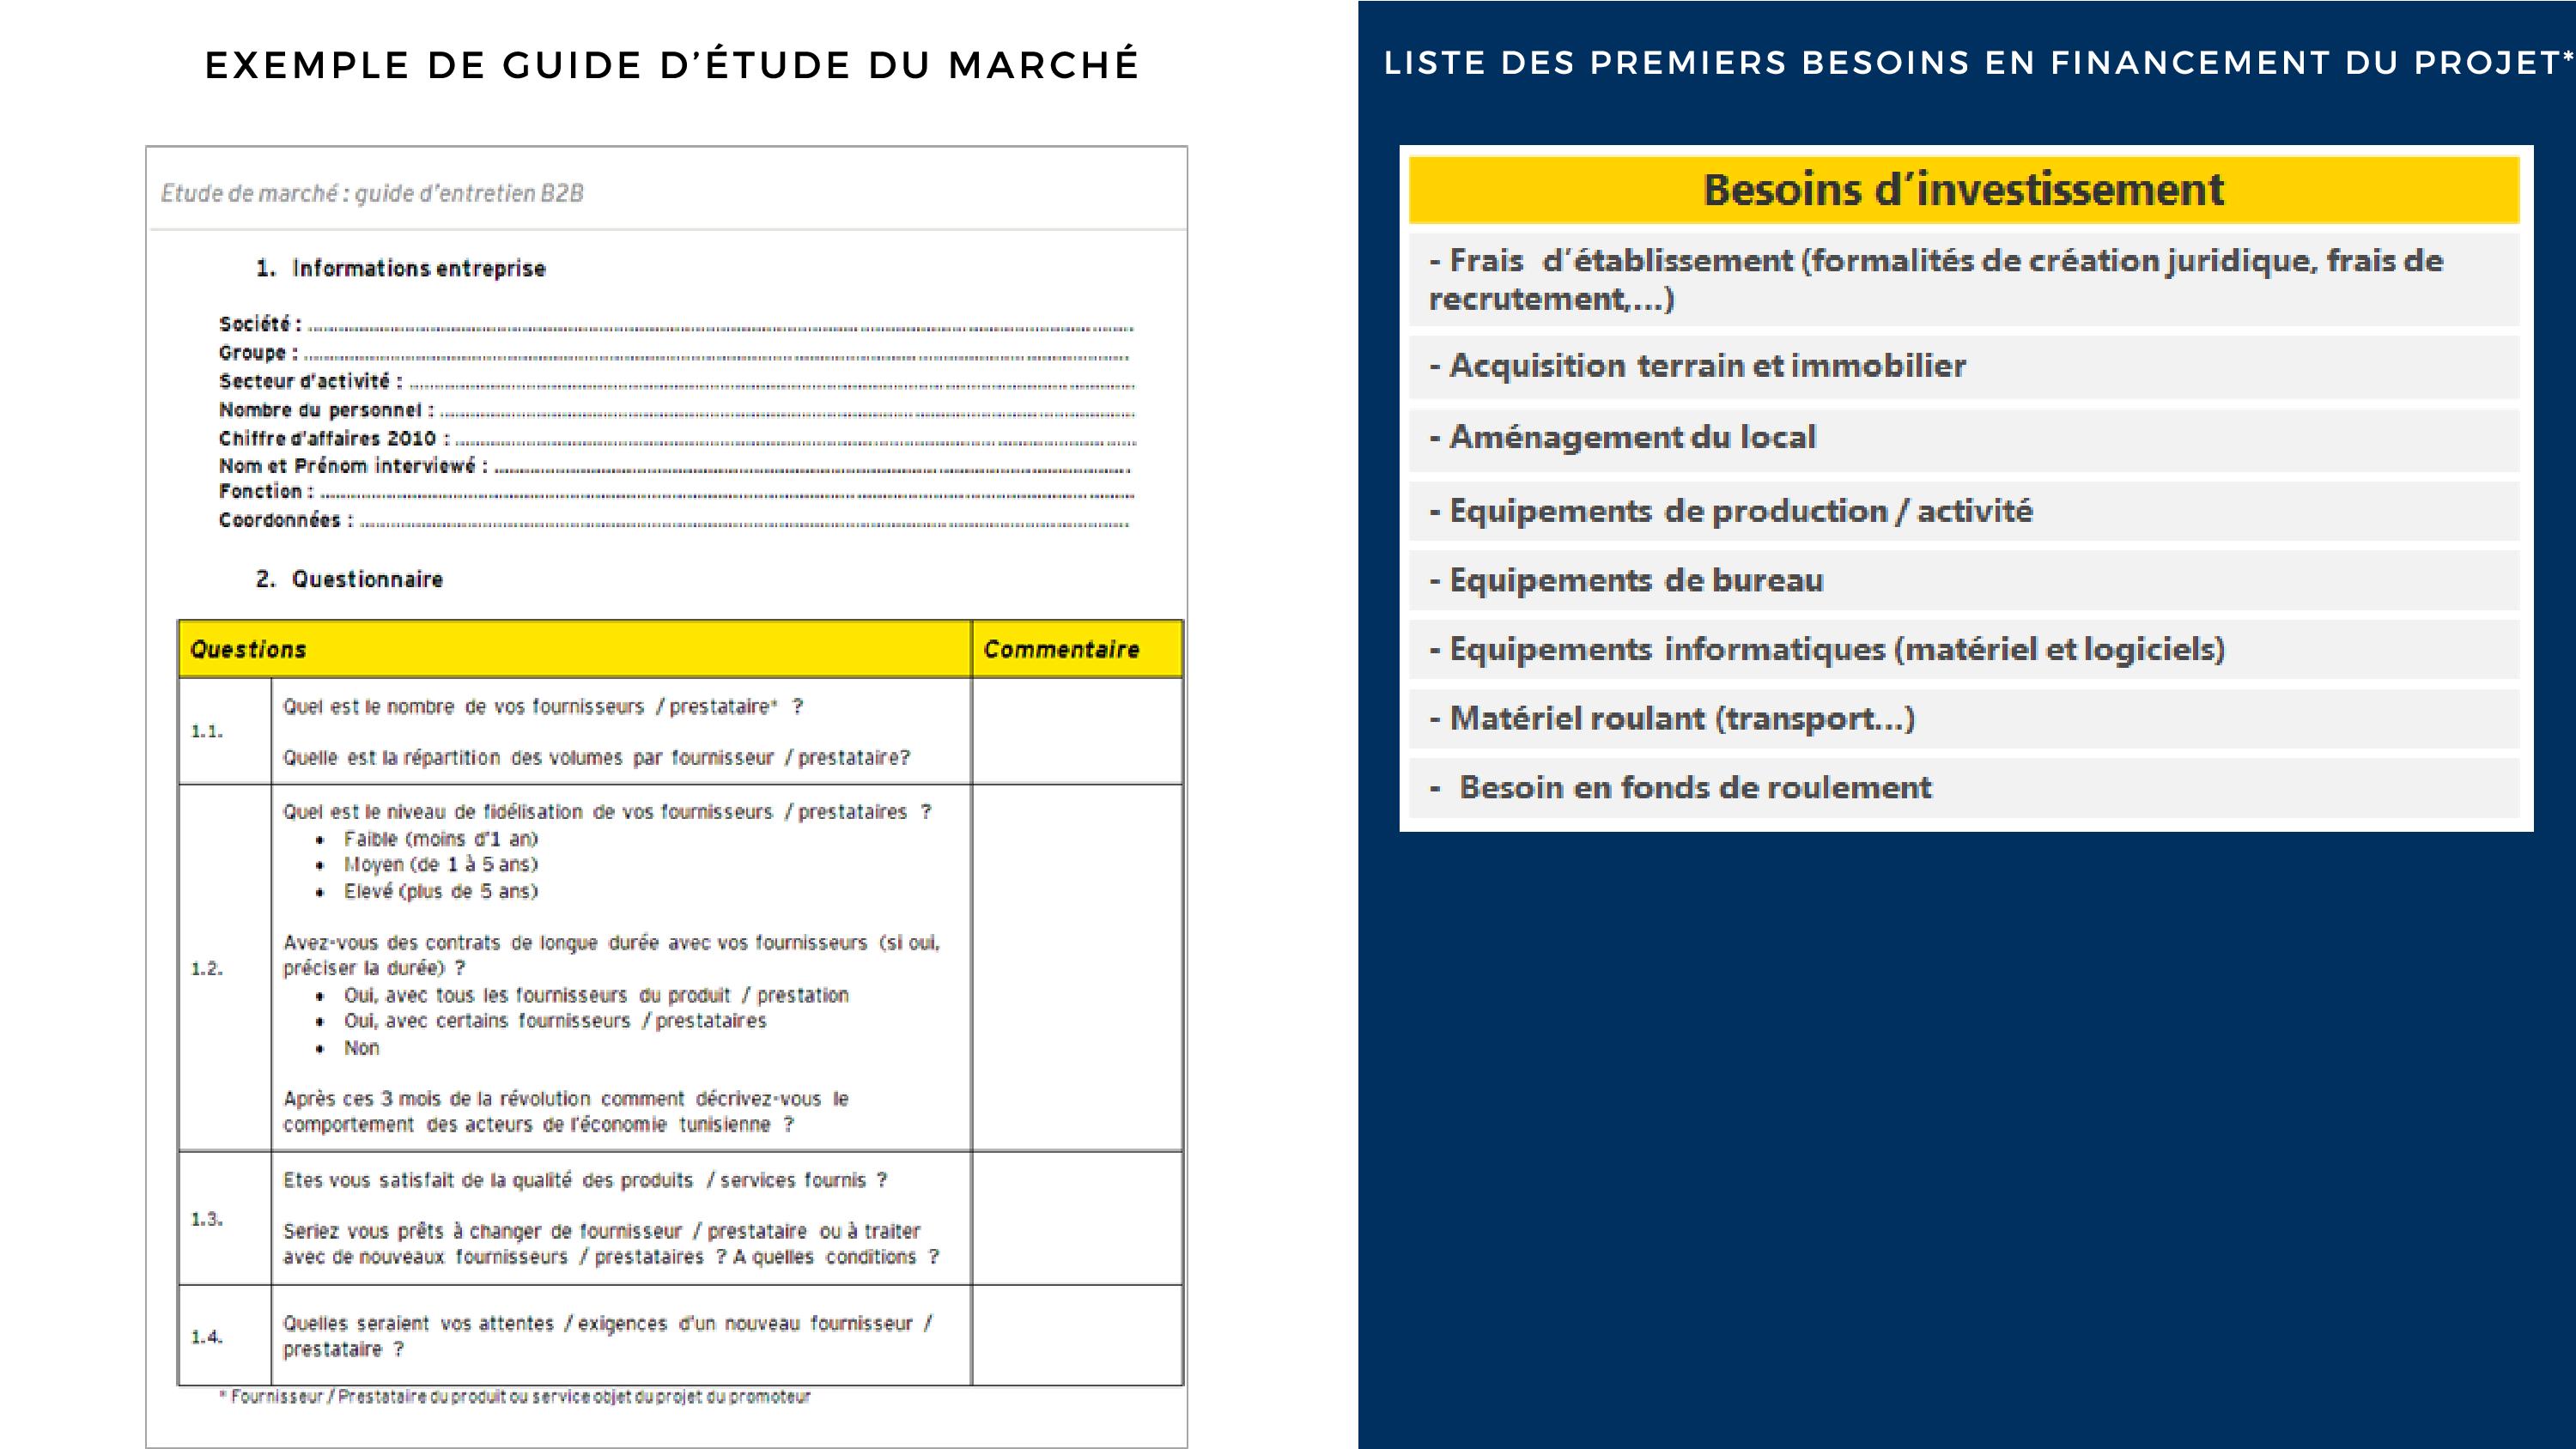 EXEMPLE DE GUIDE D'ÉTUDE DU MARCHÉ
Etude de marché : guide d'entretien B2B
1. Informations entreprise
Société :
Groupe :
Secteur d'activité :
Nombre du personnel :
Chiffre d'affaires 2010 :
Nom et Prénom interviewé :
Fonction :
Coordonnées :
2. Questionnaire
Questions Commentaire
1.1.
Quel est le nombre de vos fournisseurs / prestataire* ?
Quelle est la répartition des volumes par fournisseur / prestataire?
1.2.
Quel est le niveau de fidélisation de vos fournisseurs / prestataires ?
• Faible (moins d'1 an)
• Moyen (de 1 à 5 ans)
• Elevé (plus de 5 ans)
Avez-vous des contrats de longue durée avec vos fournisseurs (si oui,
préciser la durée) ?
• Oui, avec tous les fournisseurs du produit / prestation
• Oui, avec certains fournisseurs / prestataires
• Non
Après ces 3 mois de la révolution comment décrivez-vous le
comportement des acteurs de l'économie tunisienne ?
1.3.
Etes vous satisfait de la qualité des produits / services fournis ?
Seriez vous prêts à changer de fournisseur / prestataire ou à traiter
avec de nouveaux fournisseurs / prestataires ? A quelles conditions ?
1.4.
Quelles seraient vos attentes / exigences d'un nouveau fournisseur /
prestataire ?
* Fournisseur / Prestataire du produit ou service objet du projet du promoteur
LISTE DES PREMIERS BESOINS EN FINANCEMENT DU PROJET*
Besoins d'investissement
- Frais d'établissement (formalités de création juridique, frais de
recrutement,...)
- Acquisition terrain et immobilier
- Aménagement du local
- Equipements de production / activité
- Equipements de bureau
- Equipements informatiques (matériel et logiciels)
- Matériel roulant (transport...)
- Besoin en fonds de roulement